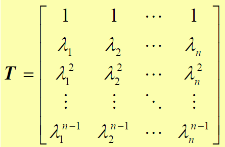 1 1 ⋯ 1
λ₁ λ₂ ⋯ λₙ
T = λ₁² λ₂² ⋯ λₙ²
⋮ ⋮ ⋱ ⋮
λ₁ⁿ⁻¹ λ₂ⁿ⁻¹ ⋯ λₙⁿ⁻¹